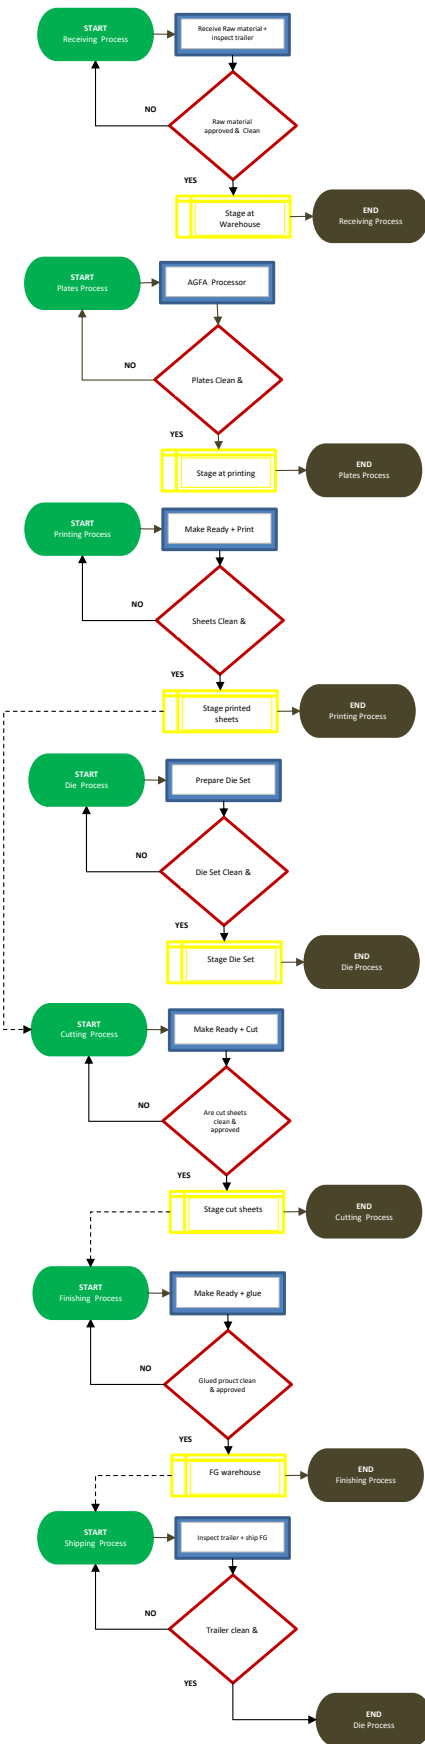 START
Receiving Process
Receive Raw material +
inspect trailer
NO
Raw material
approved & Clean
YES
Stage at
Warehouse
END
Receiving Process
START
Plates Process
AGFA Processor
NO
Plates Clean &
YES
Stage at printing
END
Plates Process
START
Printing Process
Make Ready + Print
NO
Sheets Clean &
YES
Stage printed
sheets
END
Printing Process
START
Die Process
Prepare Die Set
NO
Die Set Clean &
YES
Stage Die Set
END
Die Process
START
Cutting Process
Make Ready + Cut
NO
Are cut sheets
clean &
approved
YES
Stage cut sheets
END
Cutting Process
START
Finishing Process
Make Ready + glue
NO
Glued prouct clean
& approved
YES
FG warehouse
END
Finishing Process
START
Shipping Process
Inspect trailer + ship FG
NO
Trailer clean &
YES
END
Die Process